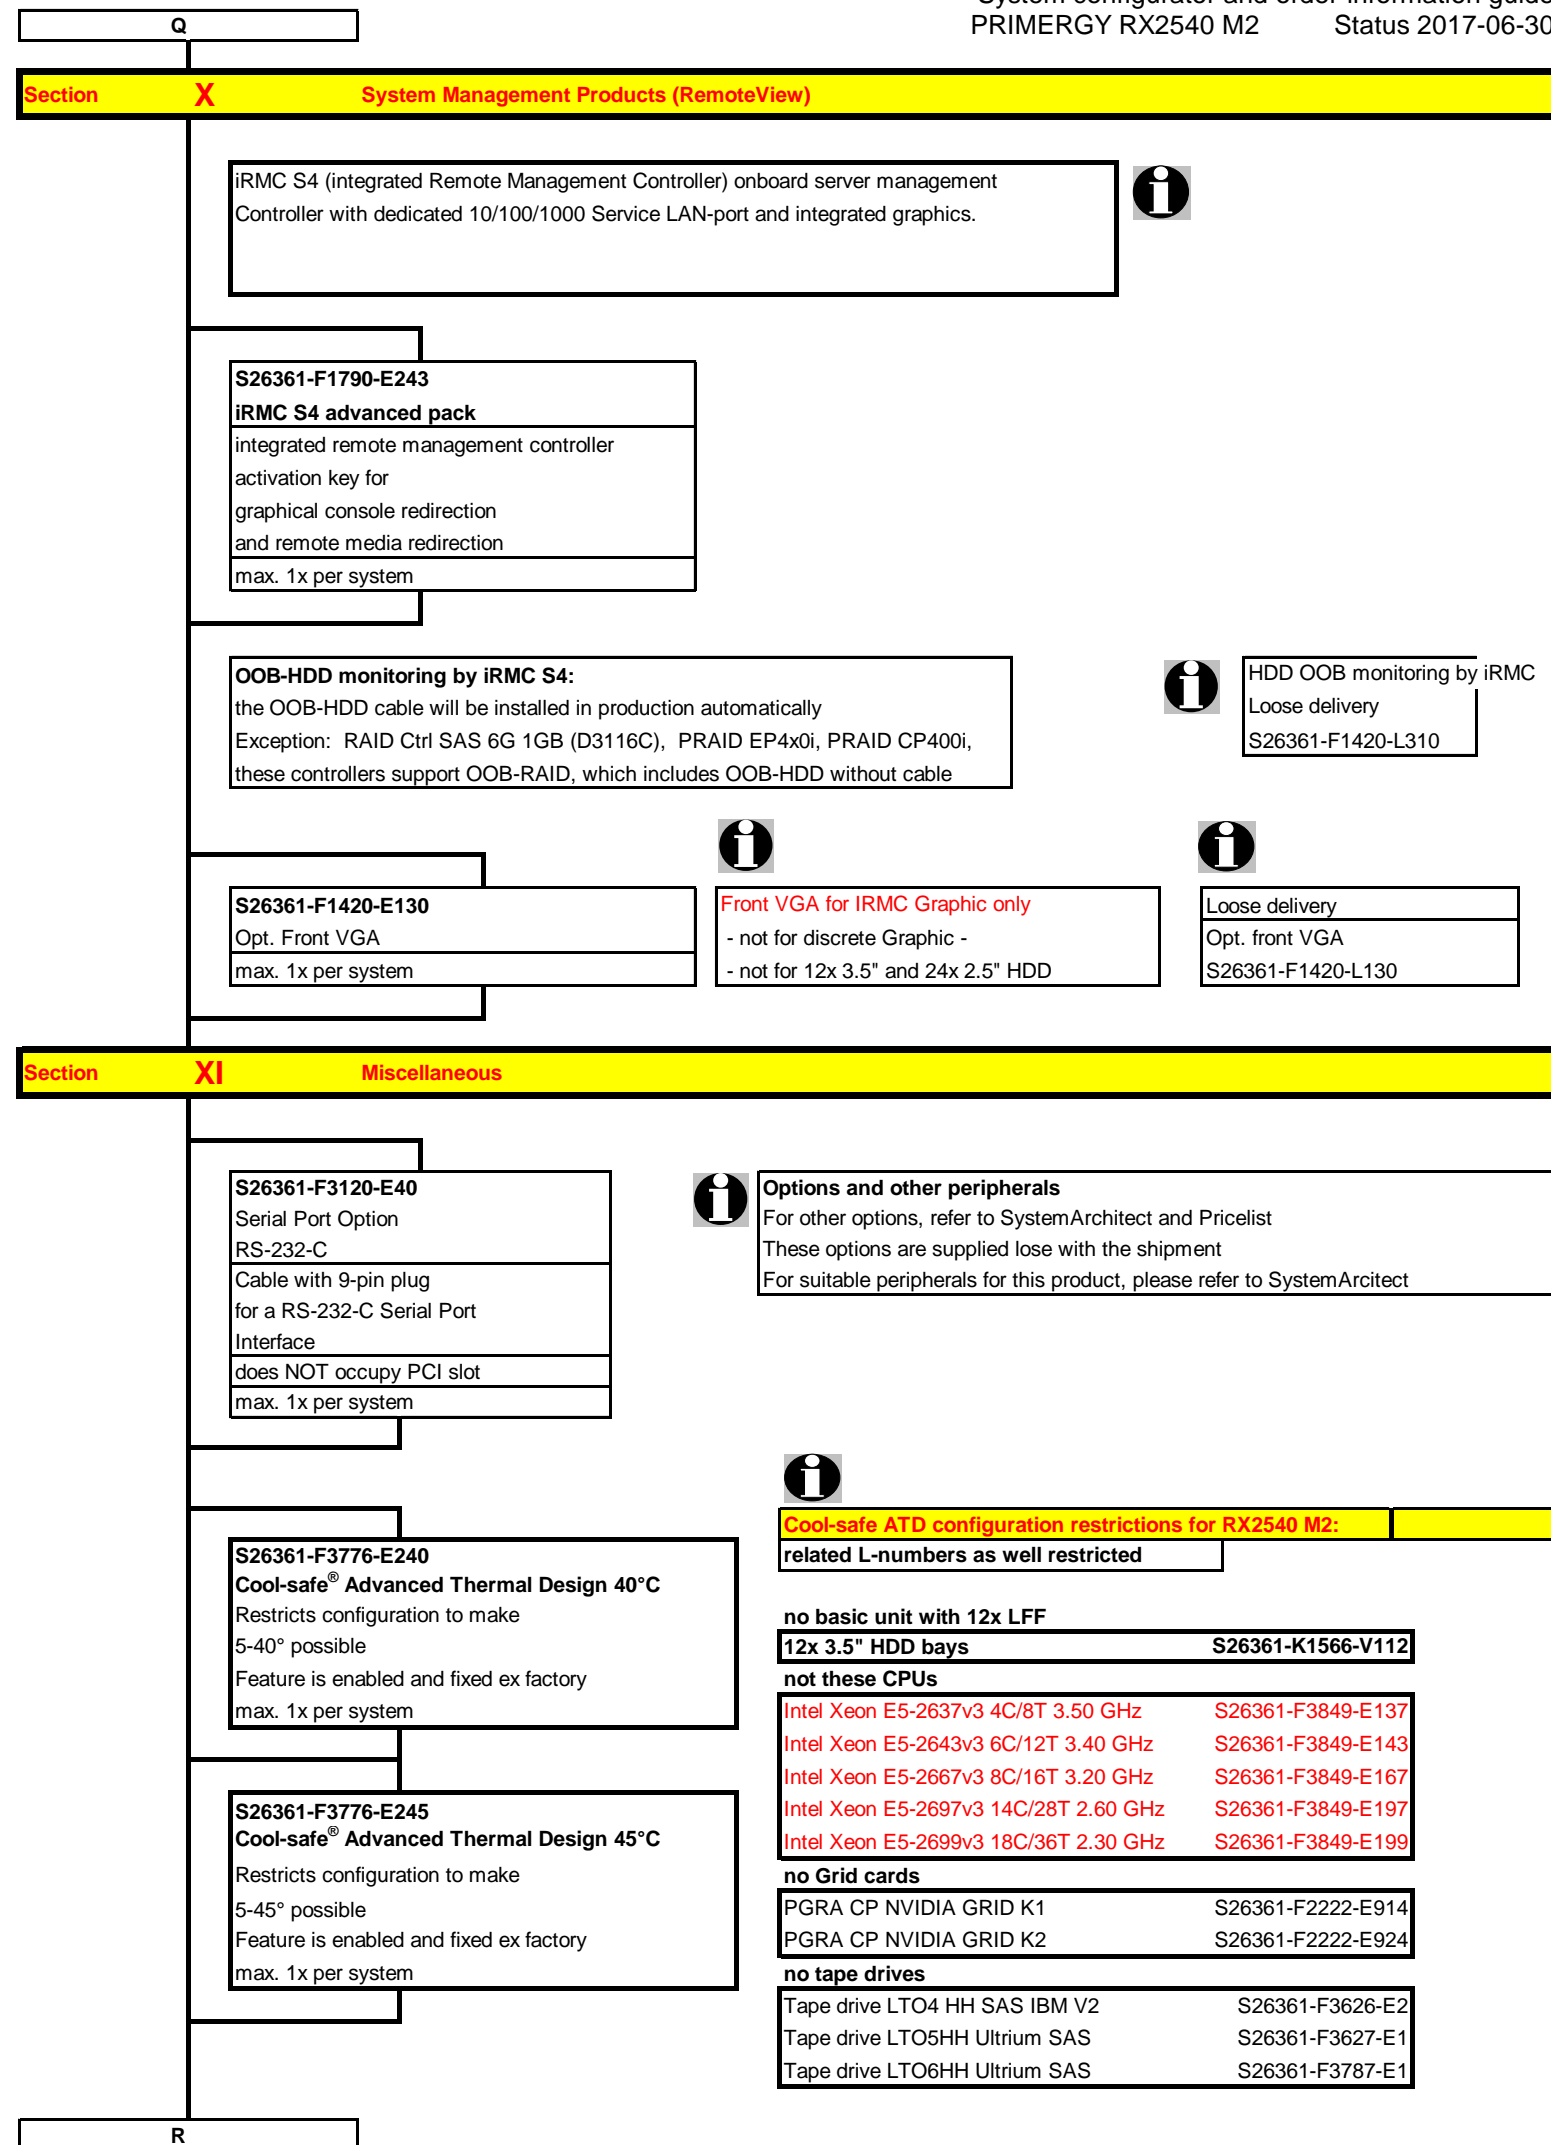 System configurator and order-information guide
PRIMERGY RX2540 M2 Status 2017-06-30
Q
Section X System Management Products (RemoteView)
iRMC S4 (integrated Remote Management Controller) onboard server management
Controller with dedicated 10/100/1000 Service LAN-port and integrated graphics.
S26361-F1790-E243
iRMC S4 advanced pack
integrated remote management controller
activation key for
graphical console redirection
and remote media redirection
max. 1x per system
OOB-HDD monitoring by iRMC S4:
the OOB-HDD cable will be installed in production automatically
Exception: RAID Ctrl SAS 6G 1GB (D3116C), PRAID EP4x0i, PRAID CP400i,
these controllers support OOB-RAID, which includes OOB-HDD without cable
HDD OOB monitoring by iRMC
Loose delivery
S26361-F1420-L310
S26361-F1420-E130
Opt. Front VGA
max. 1x per system
Front VGA for IRMC Graphic only
- not for discrete Graphic -
- not for 12x 3.5" and 24x 2.5" HDD
Loose delivery
Opt. front VGA
S26361-F1420-L130
Section XI Miscellaneous
S26361-F3120-E40
Serial Port Option
RS-232-C
Cable with 9-pin plug
for a RS-232-C Serial Port
Interface
does NOT occupy PCI slot
max. 1x per system
Options and other peripherals
For other options, refer to SystemArchitect and Pricelist
These options are supplied lose with the shipment
For suitable peripherals for this product, please refer to SystemArcitect
S26361-F3776-E240
Cool-safe® Advanced Thermal Design 40°C
Restricts configuration to make
5-40° possible
Feature is enabled and fixed ex factory
max. 1x per system
S26361-F3776-E245
Cool-safe® Advanced Thermal Design 45°C
Restricts configuration to make
5-45° possible
Feature is enabled and fixed ex factory
max. 1x per system
Cool-safe ATD configuration restrictions for RX2540 M2:
related L-numbers as well restricted
no basic unit with 12x LFF
12x 3.5" HDD bays S26361-K1566-V112
not these CPUs
Intel Xeon E5-2637v3 4C/8T 3.50 GHz S26361-F3849-E137
Intel Xeon E5-2643v3 6C/12T 3.40 GHz S26361-F3849-E143
Intel Xeon E5-2667v3 8C/16T 3.20 GHz S26361-F3849-E167
Intel Xeon E5-2697v3 14C/28T 2.60 GHz S26361-F3849-E197
Intel Xeon E5-2699v3 18C/36T 2.30 GHz S26361-F3849-E199
no Grid cards
PGRA CP NVIDIA GRID K1 S26361-F2222-E914
PGRA CP NVIDIA GRID K2 S26361-F2222-E924
no tape drives
Tape drive LTO4 HH SAS IBM V2 S26361-F3626-E2
Tape drive LTO5HH Ultrium SAS S26361-F3627-E1
Tape drive LTO6HH Ultrium SAS S26361-F3787-E1
R